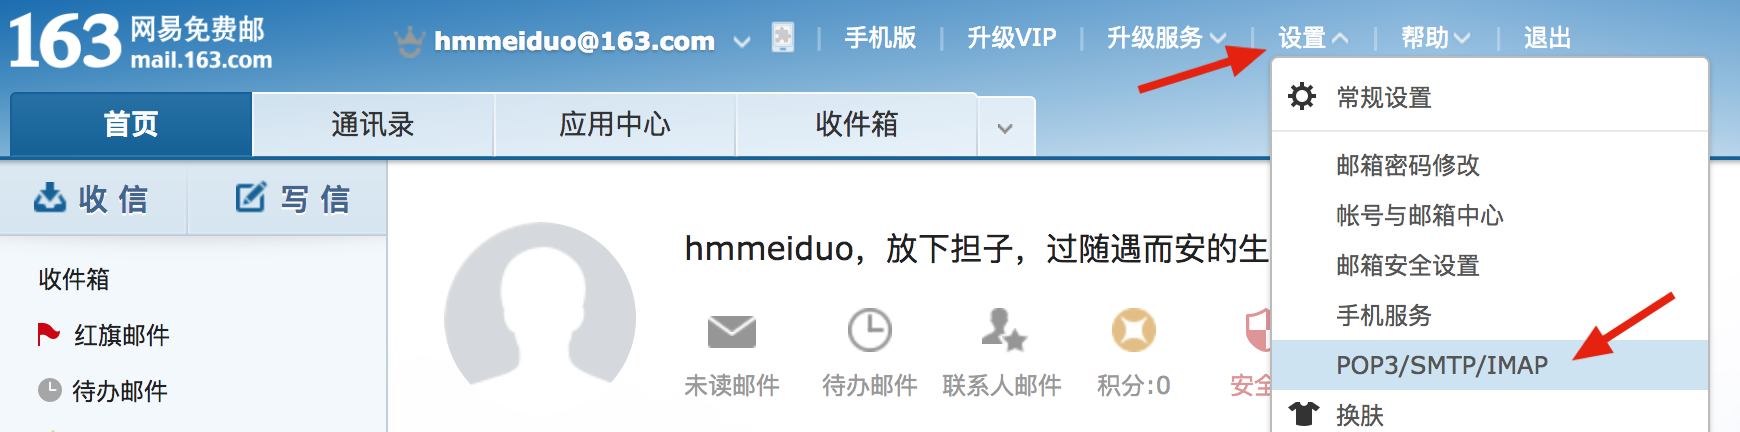 163 网易免费邮
mail.163.com
hmmeiduo@163.com
手机版
升级VIP
升级服务
设置
帮助
退出
首页
通讯录
应用中心
收件箱
收信
写信
收件箱
红旗邮件
待办邮件
hmmeiduo，放下担子，过随遇而安的生
未读邮件
待办邮件
联系人邮件
积分:0
安全
常规设置
邮箱密码修改
帐号与邮箱中心
邮箱安全设置
手机服务
POP3/SMTP/IMAP
换肤